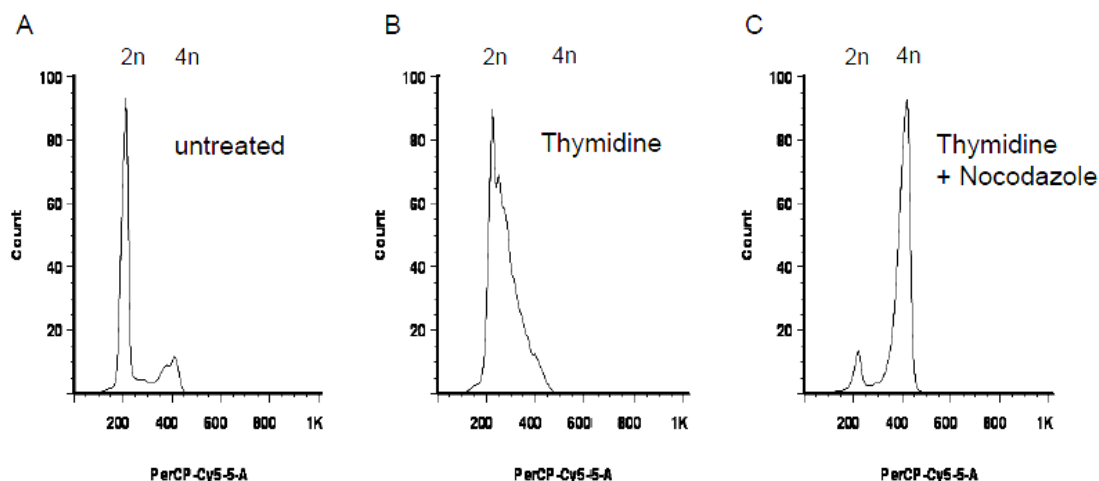 A
2n 4n
100
80
60
40
20
Count
untreated
200 400 600 800 1K
PerCP-Cy5-5-A
B
2n 4n
100
80
60
40
20
Count
Thymidine
200 400 600 800 1K
PerCP-Cy5-5-A
C
2n 4n
100
80
60
40
20
Count
Thymidine
+ Nocodazole
200 400 600 800 1K
PerCP-Cy5-5-A